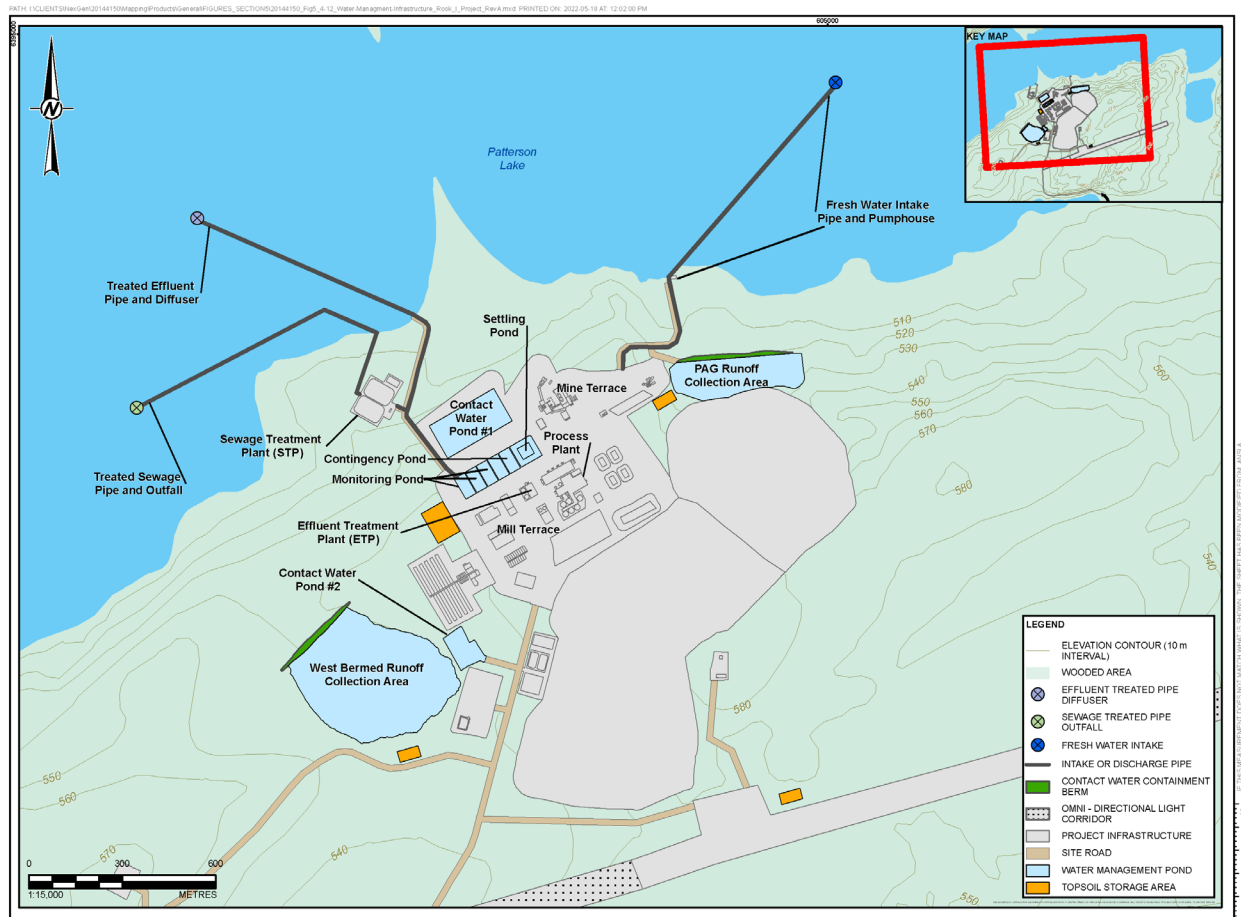 PATH: I:\CLIENTS\NexGen\20144150\Mapping\Products\General\FIGURES_SECTION5\20144150_Fig5_4-12_Water-Managment-Infrastructure_Rook_I_Project_RevA.mxd PRINTED ON: 2022-05-18 AT 12:02:00 PM
605000
6395000
KEY MAP
N
Patterson
Lake
Fresh Water Intake
Pipe and Pumphouse
Treated Effluent
Pipe and Diffuser
Settling
Pond
510
520
530
540
550
560
570
560
580
540
PAG Runoff
Collection Area
Mine Terrace
Contact
Water
Pond #1
Process
Plant
Sewage Treatment
Plant (STP)
Contingency Pond
Monitoring Pond
Treated Sewage
Pipe and Outfall
Effluent Treatment
Plant (ETP)
Mill Terrace
Contact Water
Pond #2
West Bermed Runoff
Collection Area
580
550
560
570
540
550
0 300 600
1:15,000 METRES
LEGEND
ELEVATION CONTOUR (10 m
INTERVAL)
WOODED AREA
EFFLUENT TREATED PIPE
DIFFUSER
SEWAGE TREATED PIPE
OUTFALL
FRESH WATER INTAKE
INTAKE OR DISCHARGE PIPE
CONTACT WATER CONTAINMENT
BERM
OMNI - DIRECTIONAL LIGHT
CORRIDOR
PROJECT INFRASTRUCTURE
SITE ROAD
WATER MANAGEMENT POND
TOPSOIL STORAGE AREA